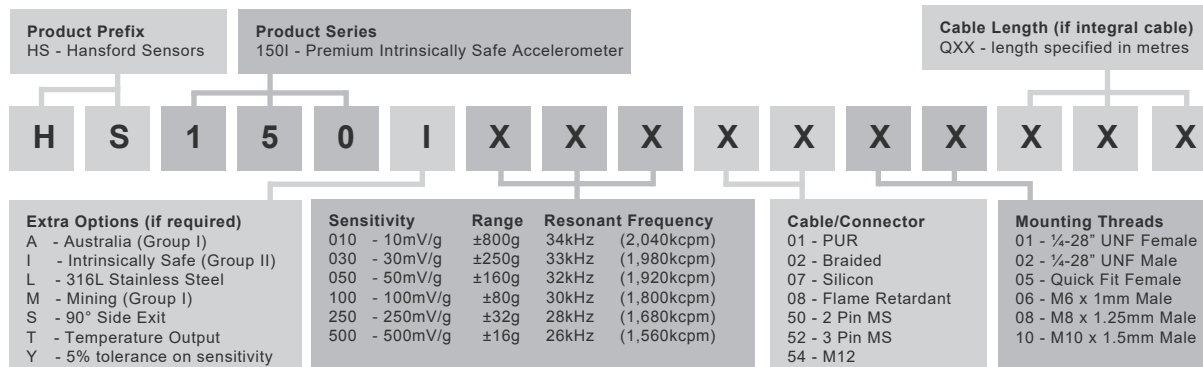 Product Prefix
HS - Hansford Sensors
Product Series
150I - Premium Intrinsically Safe Accelerometer
Cable Length (if integral cable)
QXX - length specified in metres
H S 1 5 0 I X X X X X X X X X X
Extra Options (if required)
A - Australia (Group I)
I - Intrinsically Safe (Group II)
L - 316L Stainless Steel
M - Mining (Group I)
S - 90° Side Exit
T - Temperature Output
Y - 5% tolerance on sensitivity
Sensitivity Range Resonant Frequency
010 - 10mV/g ±800g 34kHz (2,040kcpm)
030 - 30mV/g ±250g 33kHz (1,980kcpm)
050 - 50mV/g ±160g 32kHz (1,920kcpm)
100 - 100mV/g ±80g 30kHz (1,800kcpm)
250 - 250mV/g ±32g 28kHz (1,680kcpm)
500 - 500mV/g ±16g 26kHz (1,560kcpm)
Cable/Connector
01 - PUR
02 - Braided
07 - Silicon
08 - Flame Retardant
50 - 2 Pin MS
52 - 3 Pin MS
54 - M12
Mounting Threads
01 - ¼-28” UNF Female
02 - ¼-28” UNF Male
05 - Quick Fit Female
06 - M6 x 1mm Male
08 - M8 x 1.25mm Male
10 - M10 x 1.5mm Male